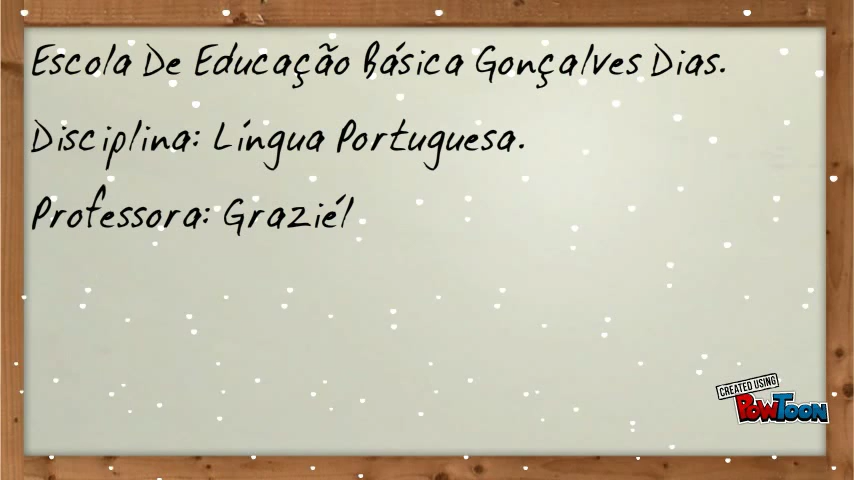 Escola De Educação Básica Gonçalves Dias.
Disciplina: Língua Portuguesa.
Professora: Graziél
CREATED USING
POWTOON